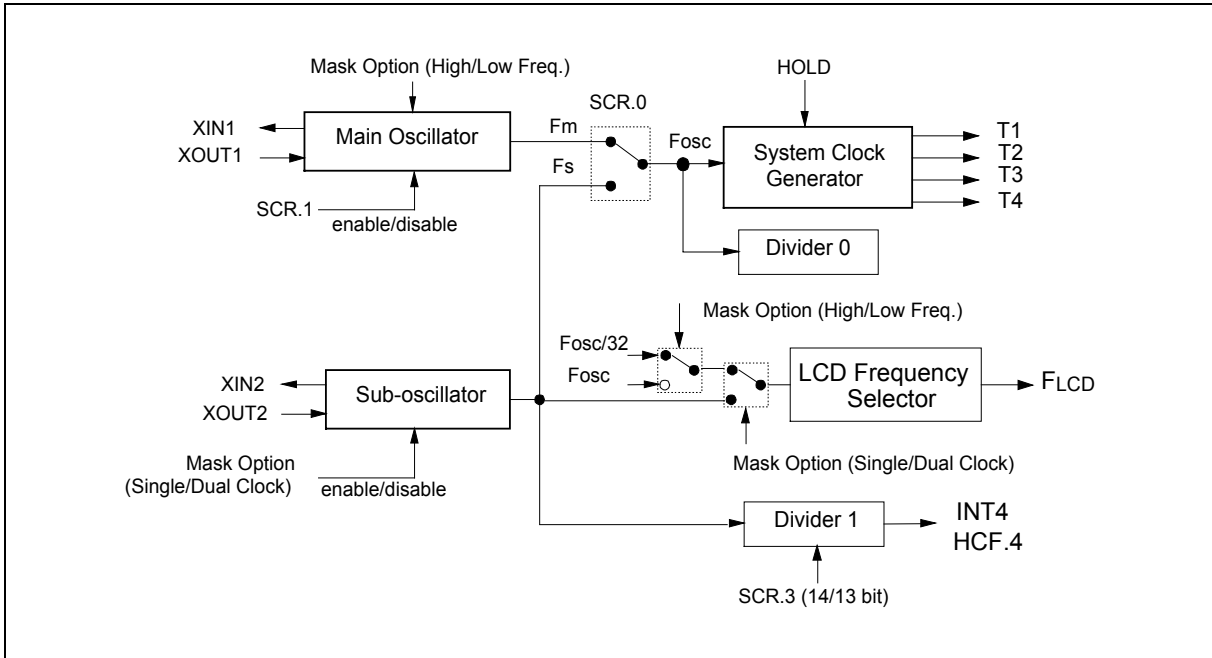 Mask Option (High/Low Freq.)
HOLD
SCR.0
XIN1
XOUT1
Main Oscillator
Fm
Fs
Fosc
System Clock
Generator
T1
T2
T3
T4
SCR.1
enable/disable
Divider 0
Mask Option (High/Low Freq.)
Fosc/32
Fosc
XIN2
XOUT2
Sub-oscillator
LCD Frequency
Selector
FLCD
Mask Option
(Single/Dual Clock)
enable/disable
Mask Option (Single/Dual Clock)
Divider 1
INT4
HCF.4
SCR.3 (14/13 bit)